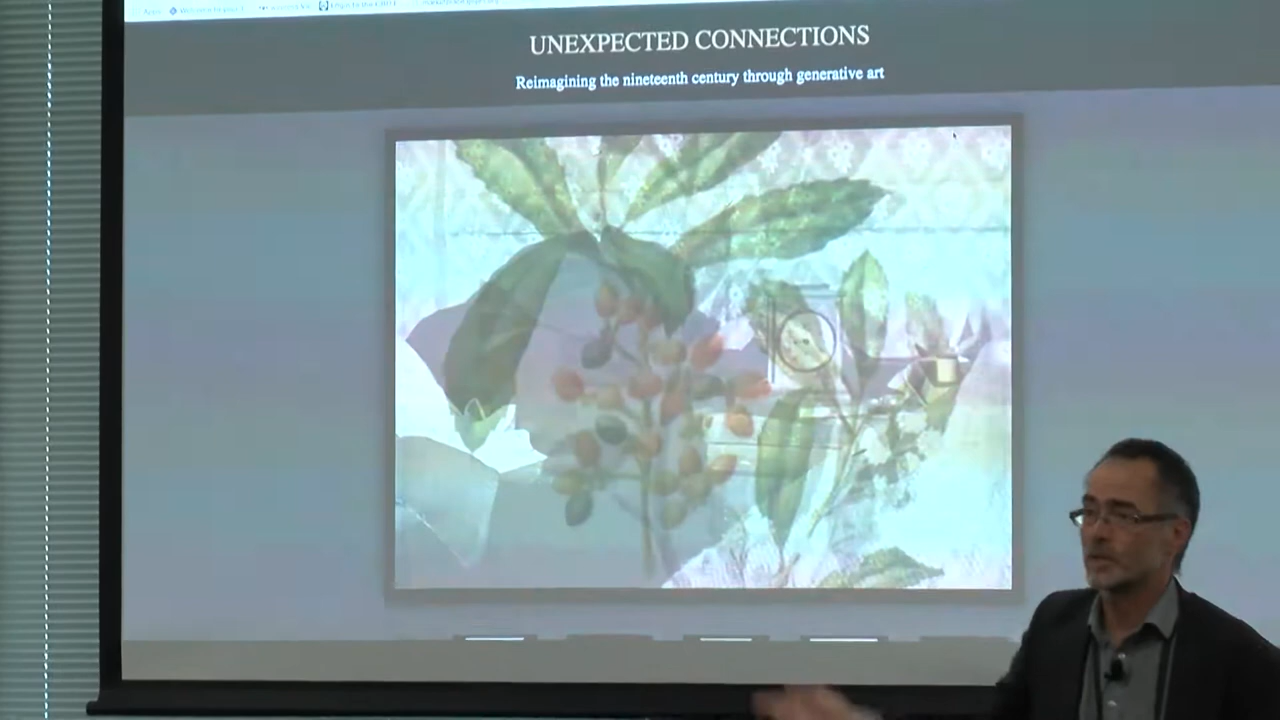 UNEXPECTED CONNECTIONS
Reimagining the nineteenth century through generative art